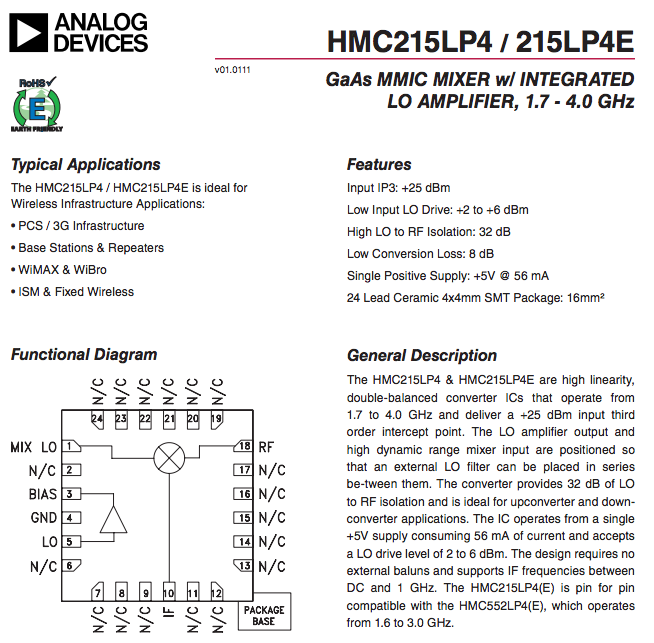 ANALOG
DEVICES
HMC215LP4 / 215LP4E
v01.0111
GaAs MMIC MIXER w/ INTEGRATED
LO AMPLIFIER, 1.7 - 4.0 GHz
RoHS✓
E
EARTH FRIENDLY
Typical Applications
The HMC215LP4 / HMC215LP4E is ideal for
Wireless Infrastructure Applications:
• PCS / 3G Infrastructure
• Base Stations & Repeaters
• WiMAX & WiBro
• ISM & Fixed Wireless
Features
Input IP3: +25 dBm
Low Input LO Drive: +2 to +6 dBm
High LO to RF Isolation: 32 dB
Low Conversion Loss: 8 dB
Single Positive Supply: +5V @ 56 mA
24 Lead Ceramic 4x4mm SMT Package: 16mm²
Functional Diagram
N/C N/C N/C N/C N/C N/C
24 23 22 21 20 19
MIX LO 1 18 RF
N/C 2 17 N/C
BIAS 3 16 N/C
GND 4 15 N/C
LO 5 14 N/C
N/C 6 13 N/C
7 8 9 10 11 12
N/C N/C N/C IF N/C N/C
PACKAGE
BASE
General Description
The HMC215LP4 & HMC215LP4E are high linearity,
double-balanced converter ICs that operate from
1.7 to 4.0 GHz and deliver a +25 dBm input third
order intercept point. The LO amplifier output and
high dynamic range mixer input are positioned so
that an external LO filter can be placed in series
be-tween them. The converter provides 32 dB of LO
to RF isolation and is ideal for upconverter and down-
converter applications. The IC operates from a single
+5V supply consuming 56 mA of current and accepts
a LO drive level of 2 to 6 dBm. The design requires no
external baluns and supports IF frequencies between
DC and 1 GHz. The HMC215LP4(E) is pin for pin
compatible with the HMC552LP4(E), which operates
from 1.6 to 3.0 GHz.